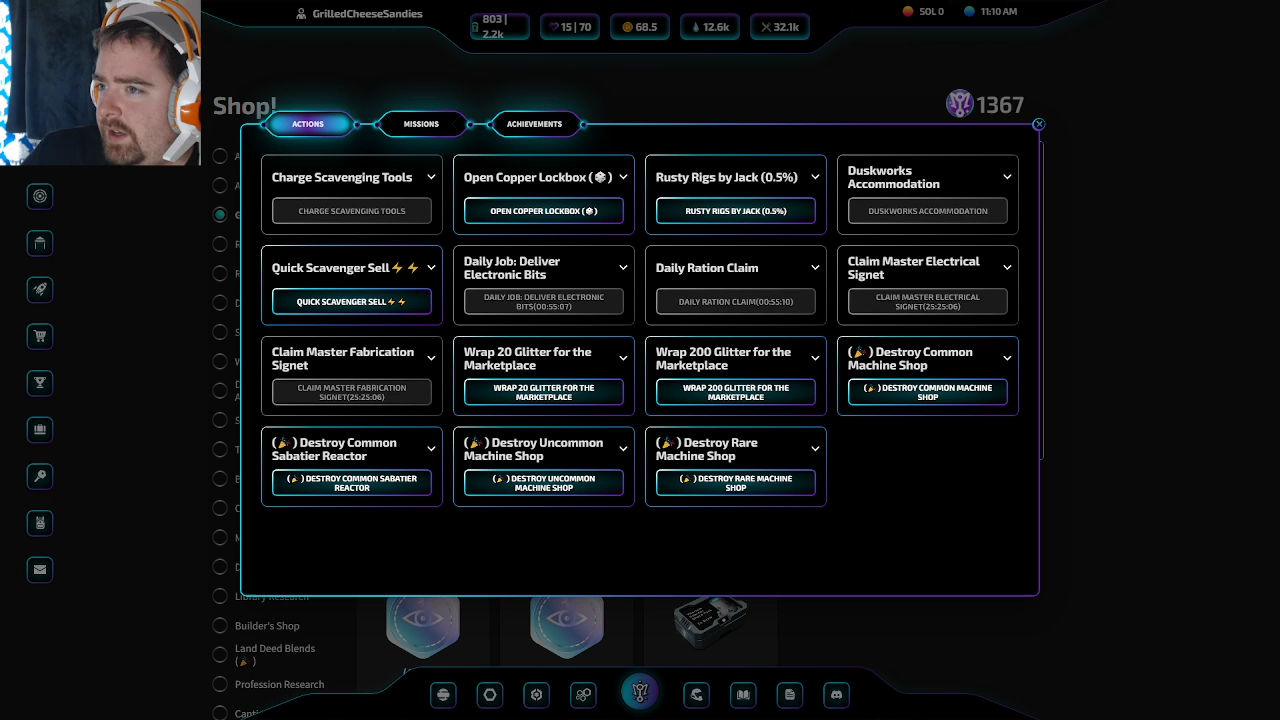 GrilledCheeseSandies
803 |
2.2k
15 | 70
68.5
12.6k
32.1k
SOL 0
11:10 AM
Shop!
1367
ACTIONS
MISSIONS
ACHIEVEMENTS
Charge Scavenging Tools
CHARGE SCAVENGING TOOLS
Open Copper Lockbox (🎲)
OPEN COPPER LOCKBOX (🎲)
Rusty Rigs by Jack (0.5%)
RUSTY RIGS BY JACK (0.5%)
Duskworks
Accommodation
DUSKWORKS ACCOMMODATION
Quick Scavenger Sell⚡⚡
QUICK SCAVENGER SELL⚡⚡
Daily Job: Deliver
Electronic Bits
DAILY JOB: DELIVER ELECTRONIC
BITS(00:55:07)
Daily Ration Claim
DAILY RATION CLAIM(00:55:10)
Claim Master Electrical
Signet
CLAIM MASTER ELECTRICAL
SIGNET(25:25:06)
Claim Master Fabrication
Signet
CLAIM MASTER FABRICATION
SIGNET(25:25:06)
Wrap 20 Glitter for the
Marketplace
WRAP 20 GLITTER FOR THE
MARKETPLACE
Wrap 200 Glitter for the
Marketplace
WRAP 200 GLITTER FOR THE
MARKETPLACE
(🎉) Destroy Common
Machine Shop
(🎉) DESTROY COMMON MACHINE
SHOP
(🎉) Destroy Common
Sabatier Reactor
(🎉) DESTROY COMMON SABATIER
REACTOR
(🎉) Destroy Uncommon
Machine Shop
(🎉) DESTROY UNCOMMON
MACHINE SHOP
(🎉) Destroy Rare
Machine Shop
(🎉) DESTROY RARE MACHINE
SHOP
Library Research
Builder's Shop
Land Deed Blends
(🎉)
Profession Research